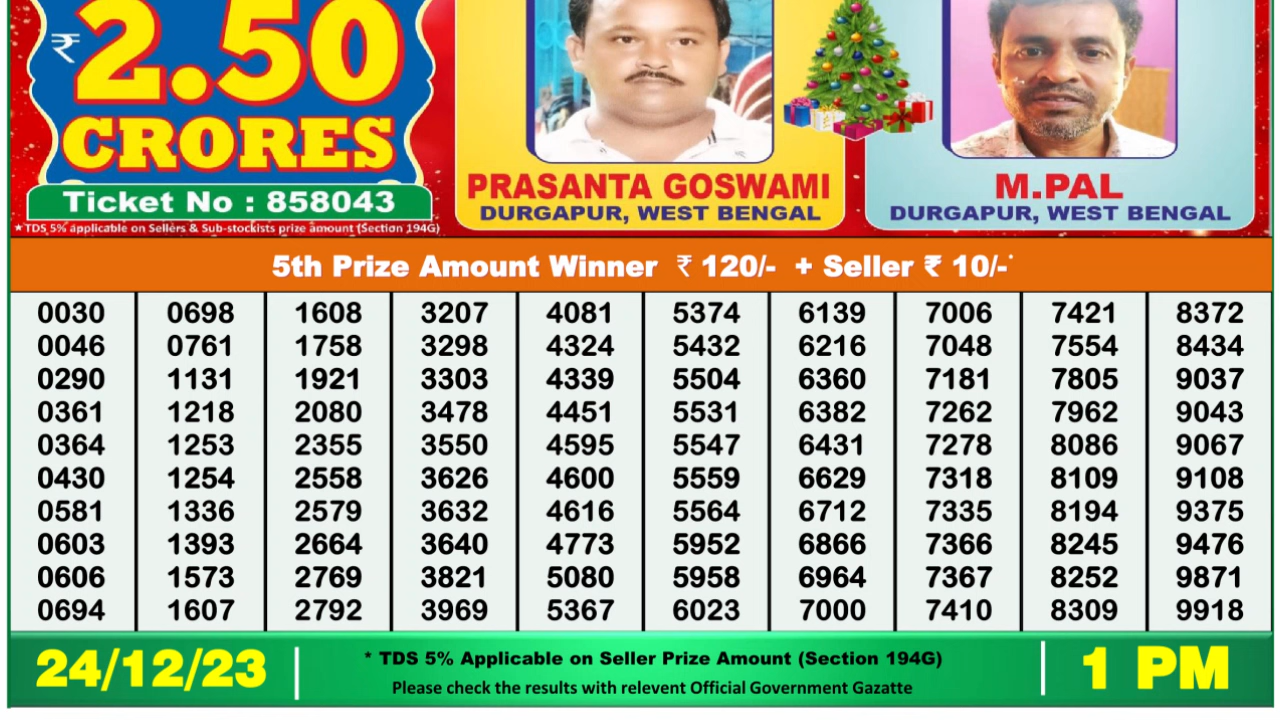 ₹ 2.50
CRORES
Ticket No : 858043
★TDS 5% applicable on Sellers & Sub-stockists prize amount (Section 194G)
PRASANTA GOSWAMI
DURGAPUR, WEST BENGAL
M.PAL
DURGAPUR, WEST BENGAL
5th Prize Amount Winner ₹ 120/- + Seller ₹ 10/-*
0030 0698 1608 3207 4081 5374 6139 7006 7421 8372
0046 0761 1758 3298 4324 5432 6216 7048 7554 8434
0290 1131 1921 3303 4339 5504 6360 7181 7805 9037
0361 1218 2080 3478 4451 5531 6382 7262 7962 9043
0364 1253 2355 3550 4595 5547 6431 7278 8086 9067
0430 1254 2558 3626 4600 5559 6629 7318 8109 9108
0581 1336 2579 3632 4616 5564 6712 7335 8194 9375
0603 1393 2664 3640 4773 5952 6866 7366 8245 9476
0606 1573 2769 3821 5080 5958 6964 7367 8252 9871
0694 1607 2792 3969 5367 6023 7000 7410 8309 9918
24/12/23
* TDS 5% Applicable on Seller Prize Amount (Section 194G)
Please check the results with relevent Official Government Gazatte
1 PM